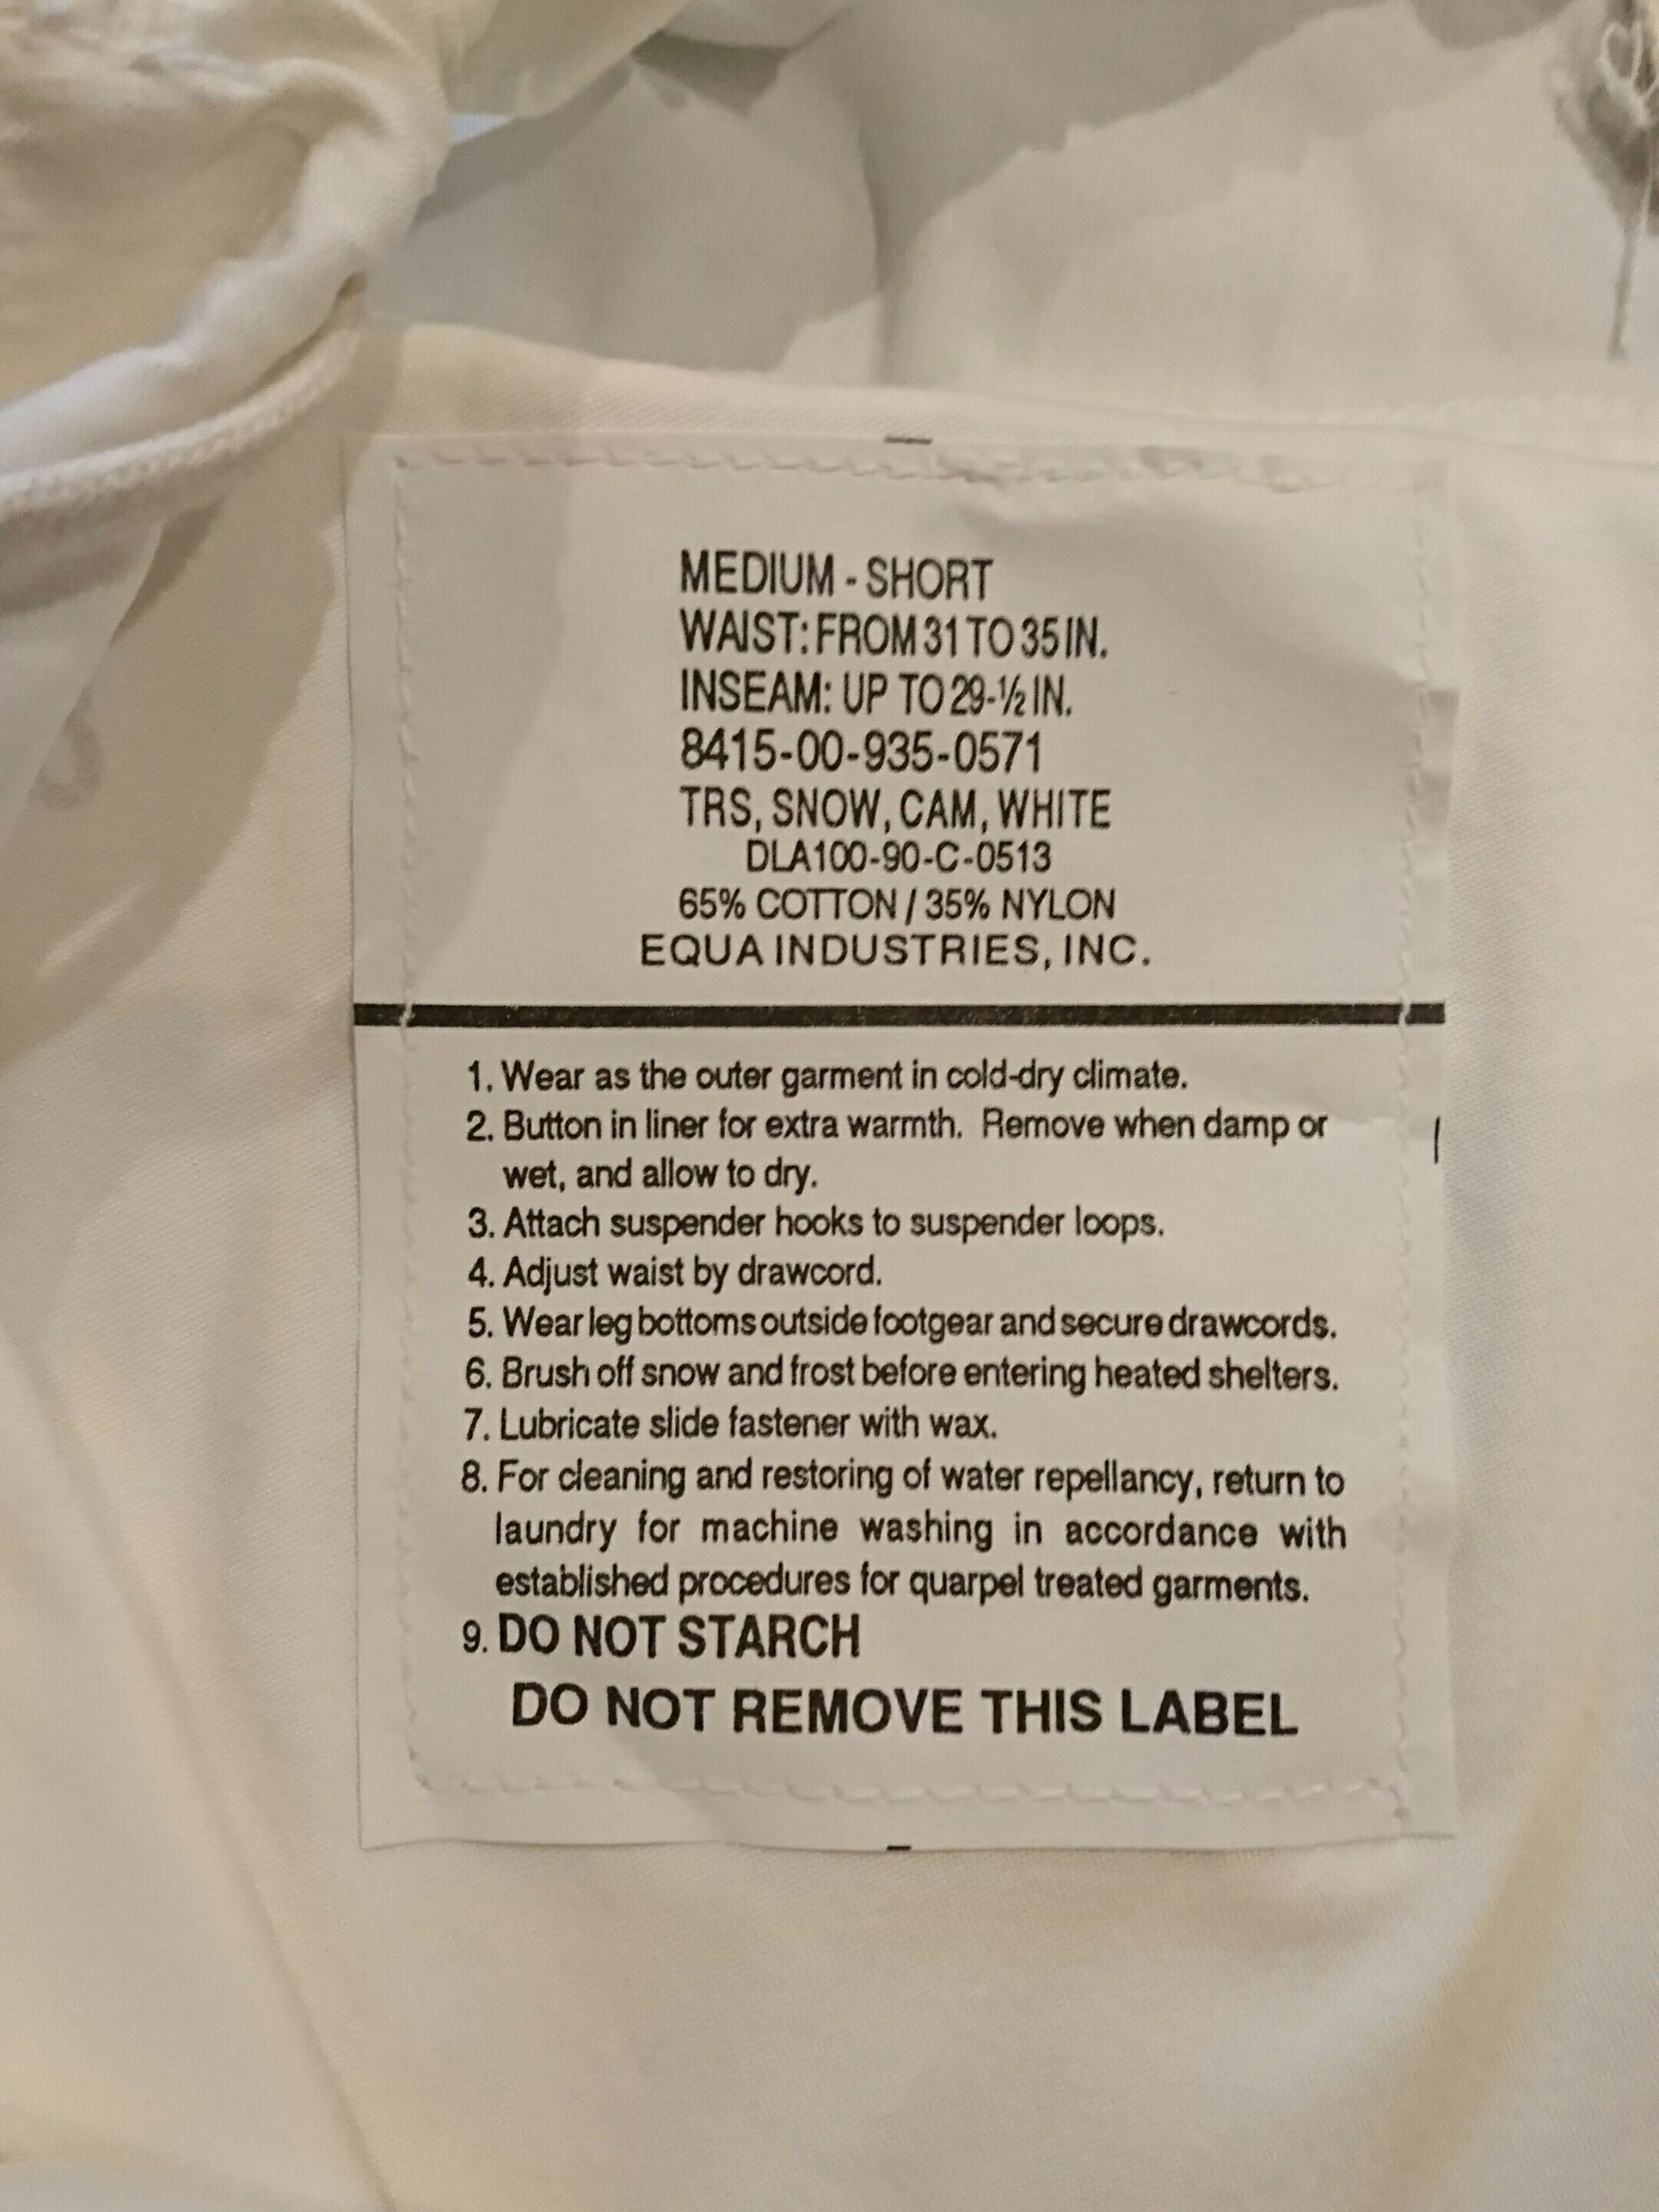 MEDIUM - SHORT
WAIST: FROM 31 TO 35 IN.
INSEAM: UP TO 29-½ IN.
8415-00-935-0571
TRS, SNOW, CAM, WHITE
DLA100-90-C-0513
65% COTTON / 35% NYLON
EQUA INDUSTRIES, INC.
1. Wear as the outer garment in cold-dry climate.
2. Button in liner for extra warmth. Remove when damp or
wet, and allow to dry.
3. Attach suspender hooks to suspender loops.
4. Adjust waist by drawcord.
5. Wear leg bottoms outside footgear and secure drawcords.
6. Brush off snow and frost before entering heated shelters.
7. Lubricate slide fastener with wax.
8. For cleaning and restoring of water repellancy, return to
laundry for machine washing in accordance with
established procedures for quarpel treated garments.
9. DO NOT STARCH
DO NOT REMOVE THIS LABEL